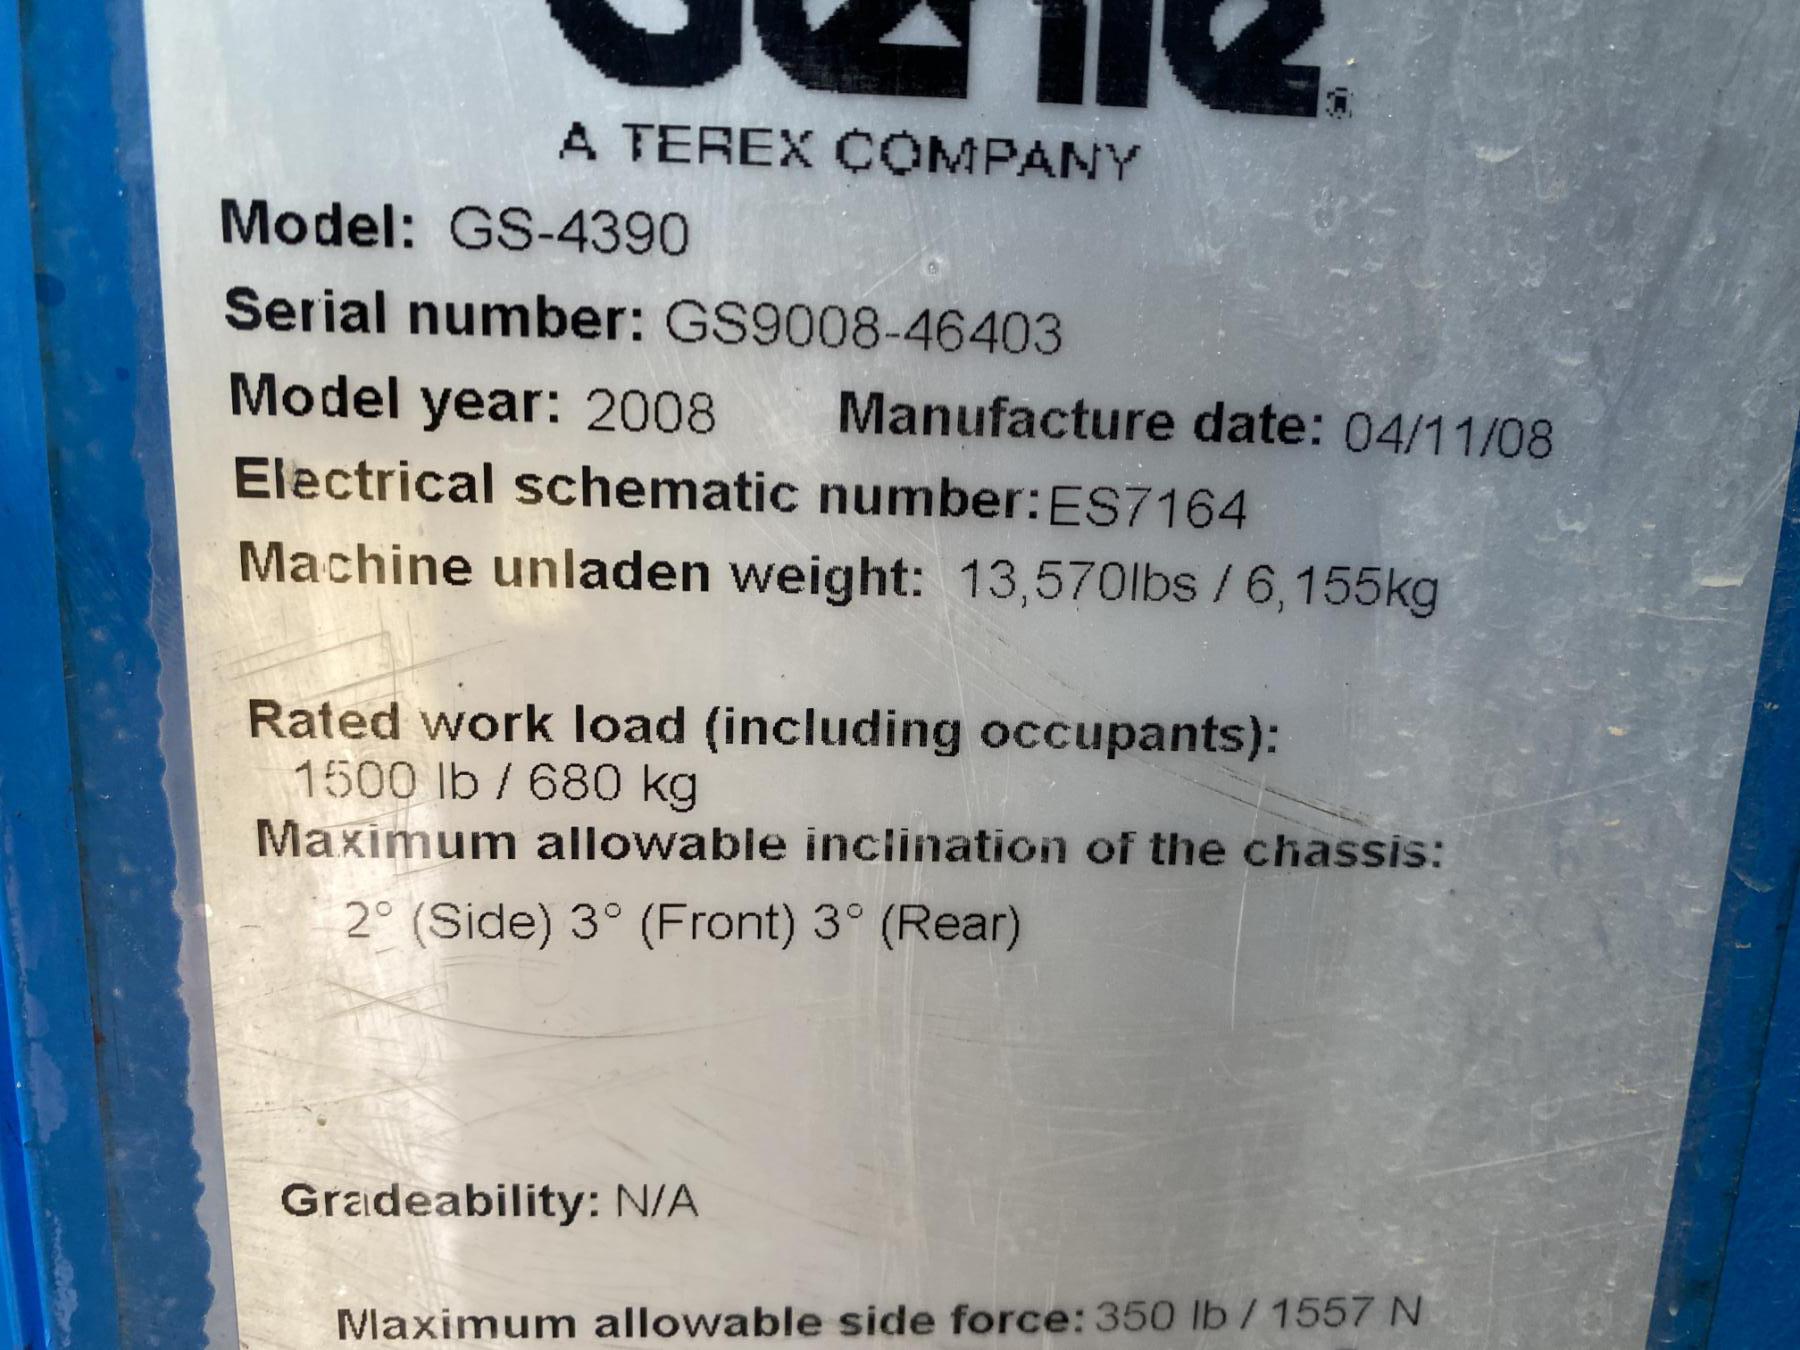 Genie®
A TEREX COMPANY
Model: GS-4390
Serial number: GS9008-46403
Model year: 2008 Manufacture date: 04/11/08
Electrical schematic number: ES7164
Machine unladen weight: 13,570lbs / 6,155kg
Rated work load (including occupants):
1500 lb / 680 kg
Maximum allowable inclination of the chassis:
2° (Side) 3° (Front) 3° (Rear)
Gradeability: N/A
Maximum allowable side force: 350 lb / 1557 N